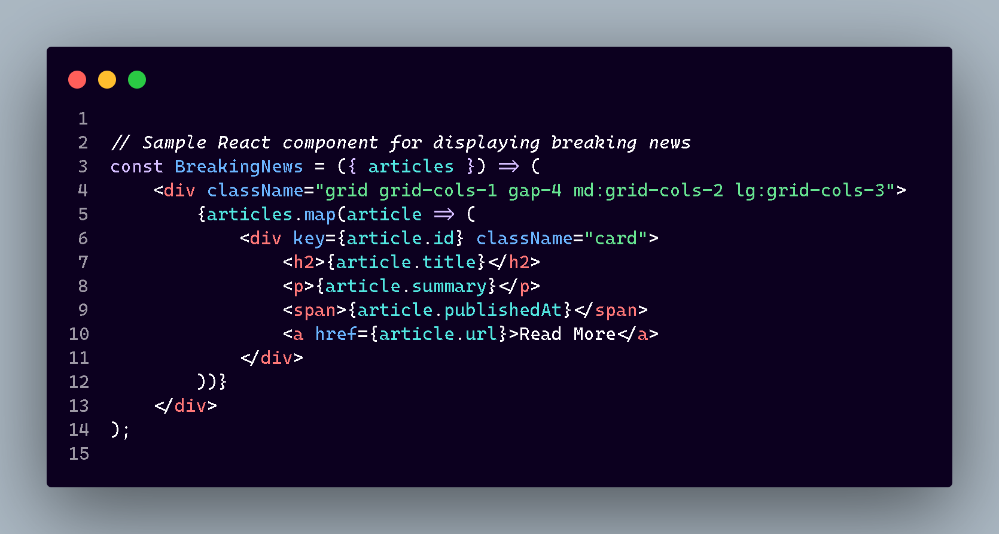 1
2 // Sample React component for displaying breaking news
3 const BreakingNews = ({ articles }) => (
4     <div className="grid grid-cols-1 gap-4 md:grid-cols-2 lg:grid-cols-3">
5         {articles.map(article => (
6             <div key={article.id} className="card">
7                 <h2>{article.title}</h2>
8                 <p>{article.summary}</p>
9                 <span>{article.publishedAt}</span>
10                 <a href={article.url}>Read More</a>
11             </div>
12         ))}
13     </div>
14 );
15